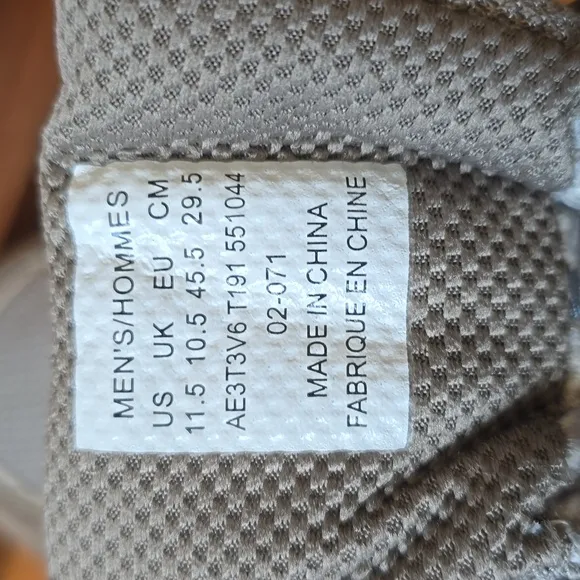 MEN'S/HOMMES
US UK EU CM
11.5 10.5 45.5 29.5
AE3T3V6 T191 551044
02-071
MADE IN CHINA
FABRIQUE EN CHINE